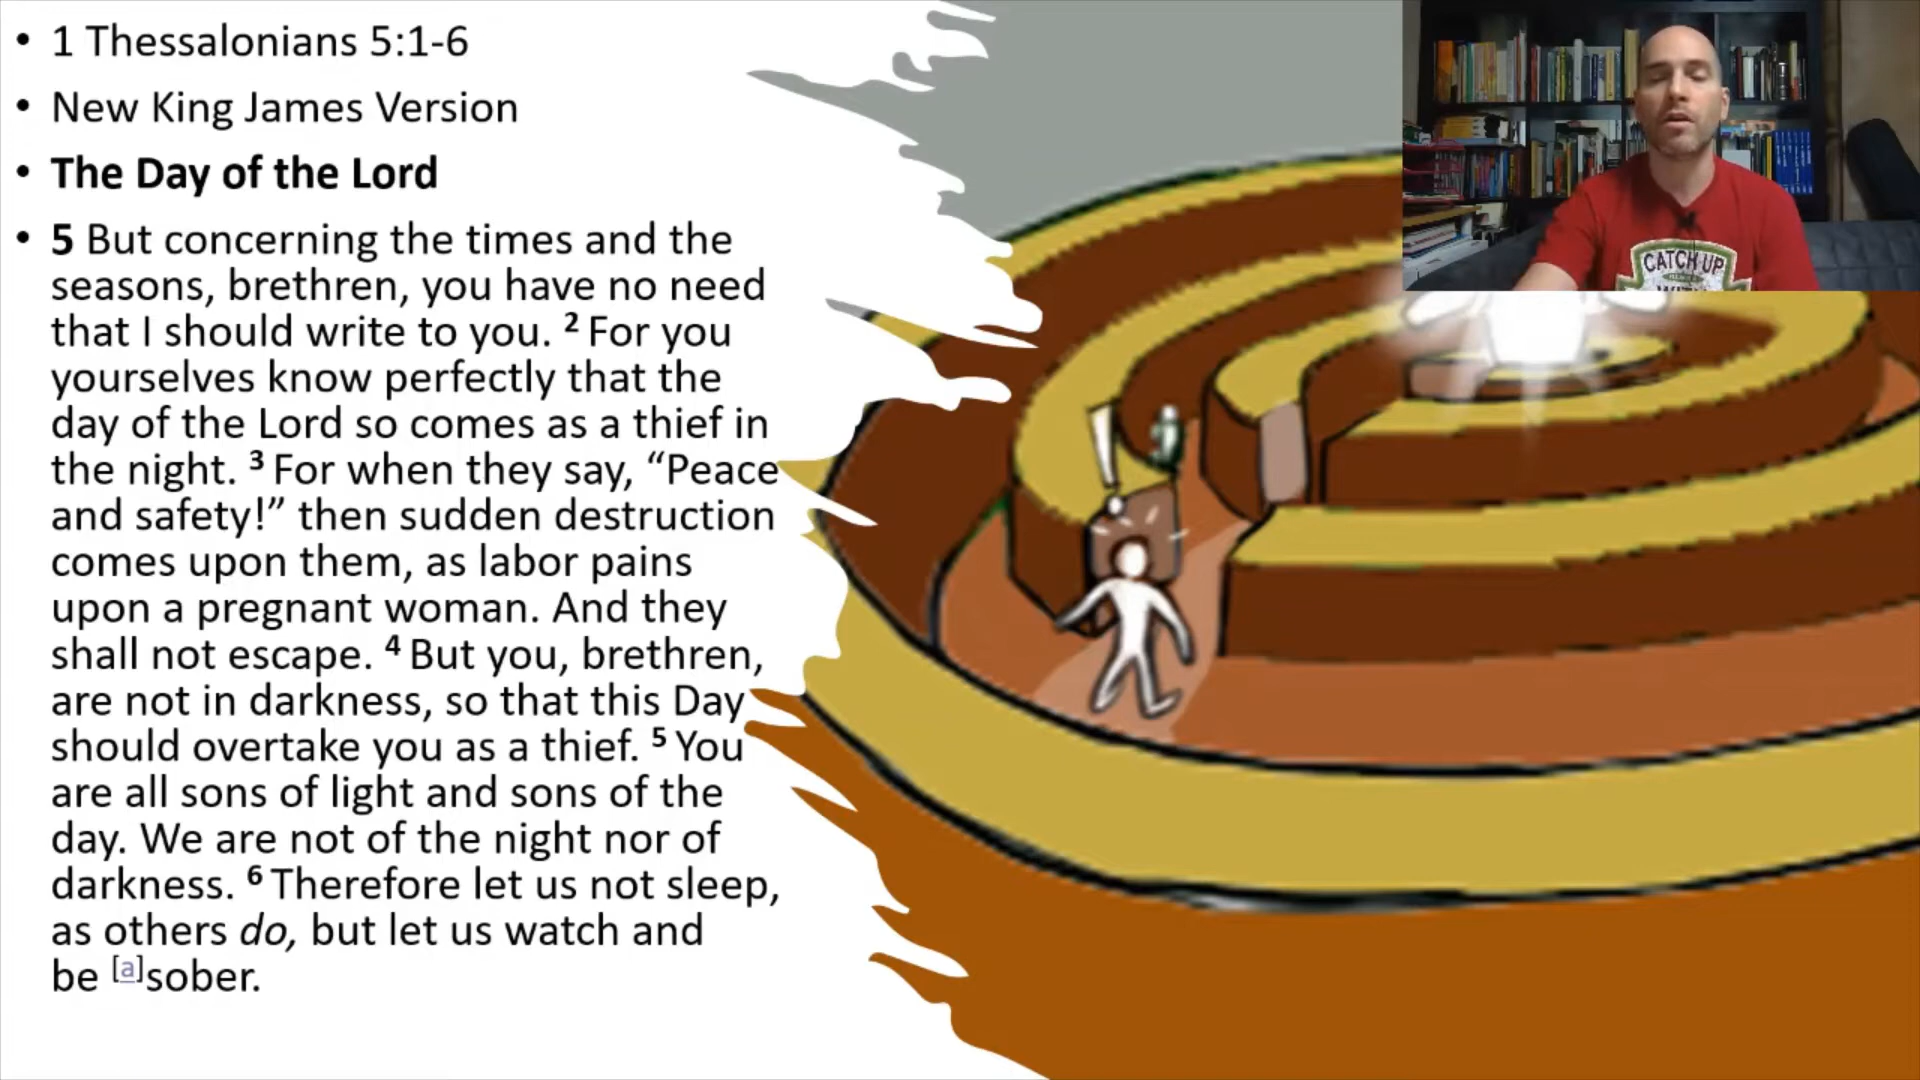 • 1 Thessalonians 5:1-6
• New King James Version
• The Day of the Lord
• 5 But concerning the times and the
seasons, brethren, you have no need
that I should write to you. 2 For you
yourselves know perfectly that the
day of the Lord so comes as a thief in
the night. 3 For when they say, “Peace
and safety!” then sudden destruction
comes upon them, as labor pains
upon a pregnant woman. And they
shall not escape. 4 But you, brethren,
are not in darkness, so that this Day
should overtake you as a thief. 5 You
are all sons of light and sons of the
day. We are not of the night nor of
darkness. 6 Therefore let us not sleep,
as others do, but let us watch and
be [a]sober.
CATCH UP
WITH